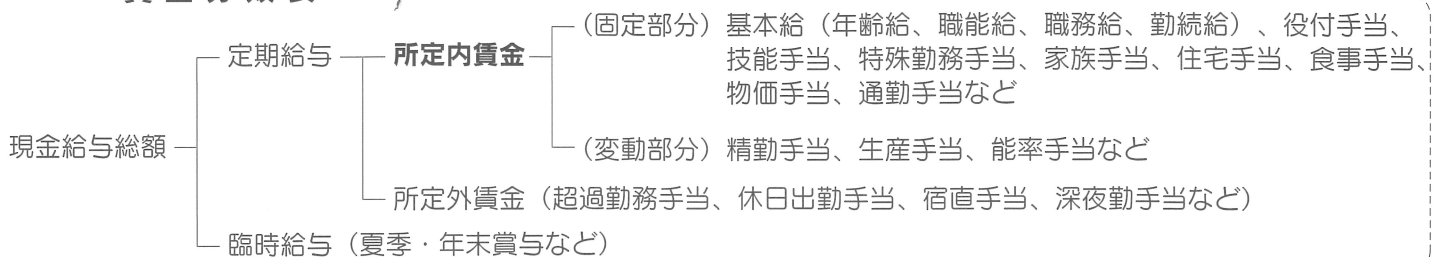 （固定部分）基本給（年齢給、職能給、職務給、勤続給）、役付手当、
定期給与 所定内賃金 技能手当、特殊勤務手当、家族手当、住宅手当、食事手当、
物価手当、通勤手当など
現金給与総額 （変動部分）精勤手当、生産手当、能率手当など
所定外賃金（超過勤務手当、休日出勤手当、宿直手当、深夜勤手当など）
臨時給与（夏季・年末賞与など）